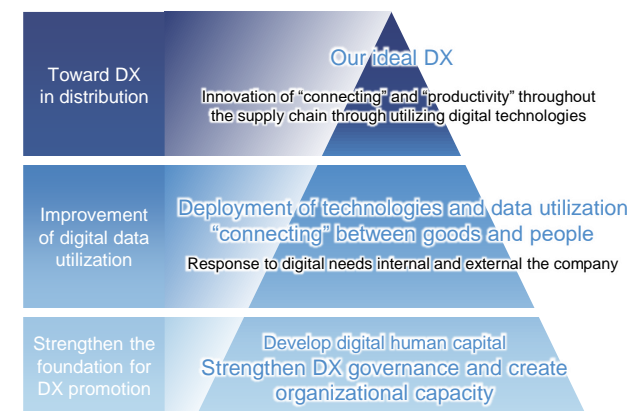 Toward DX
in distribution
Our ideal DX
Innovation of “connecting” and “productivity” throughout
the supply chain through utilizing digital technologies
Improvement
of digital data
utilization
Deployment of technologies and data utilization
“connecting” between goods and people
Response to digital needs internal and external the company
Strengthen the
foundation for
DX promotion
Develop digital human capital
Strengthen DX governance and create
organizational capacity